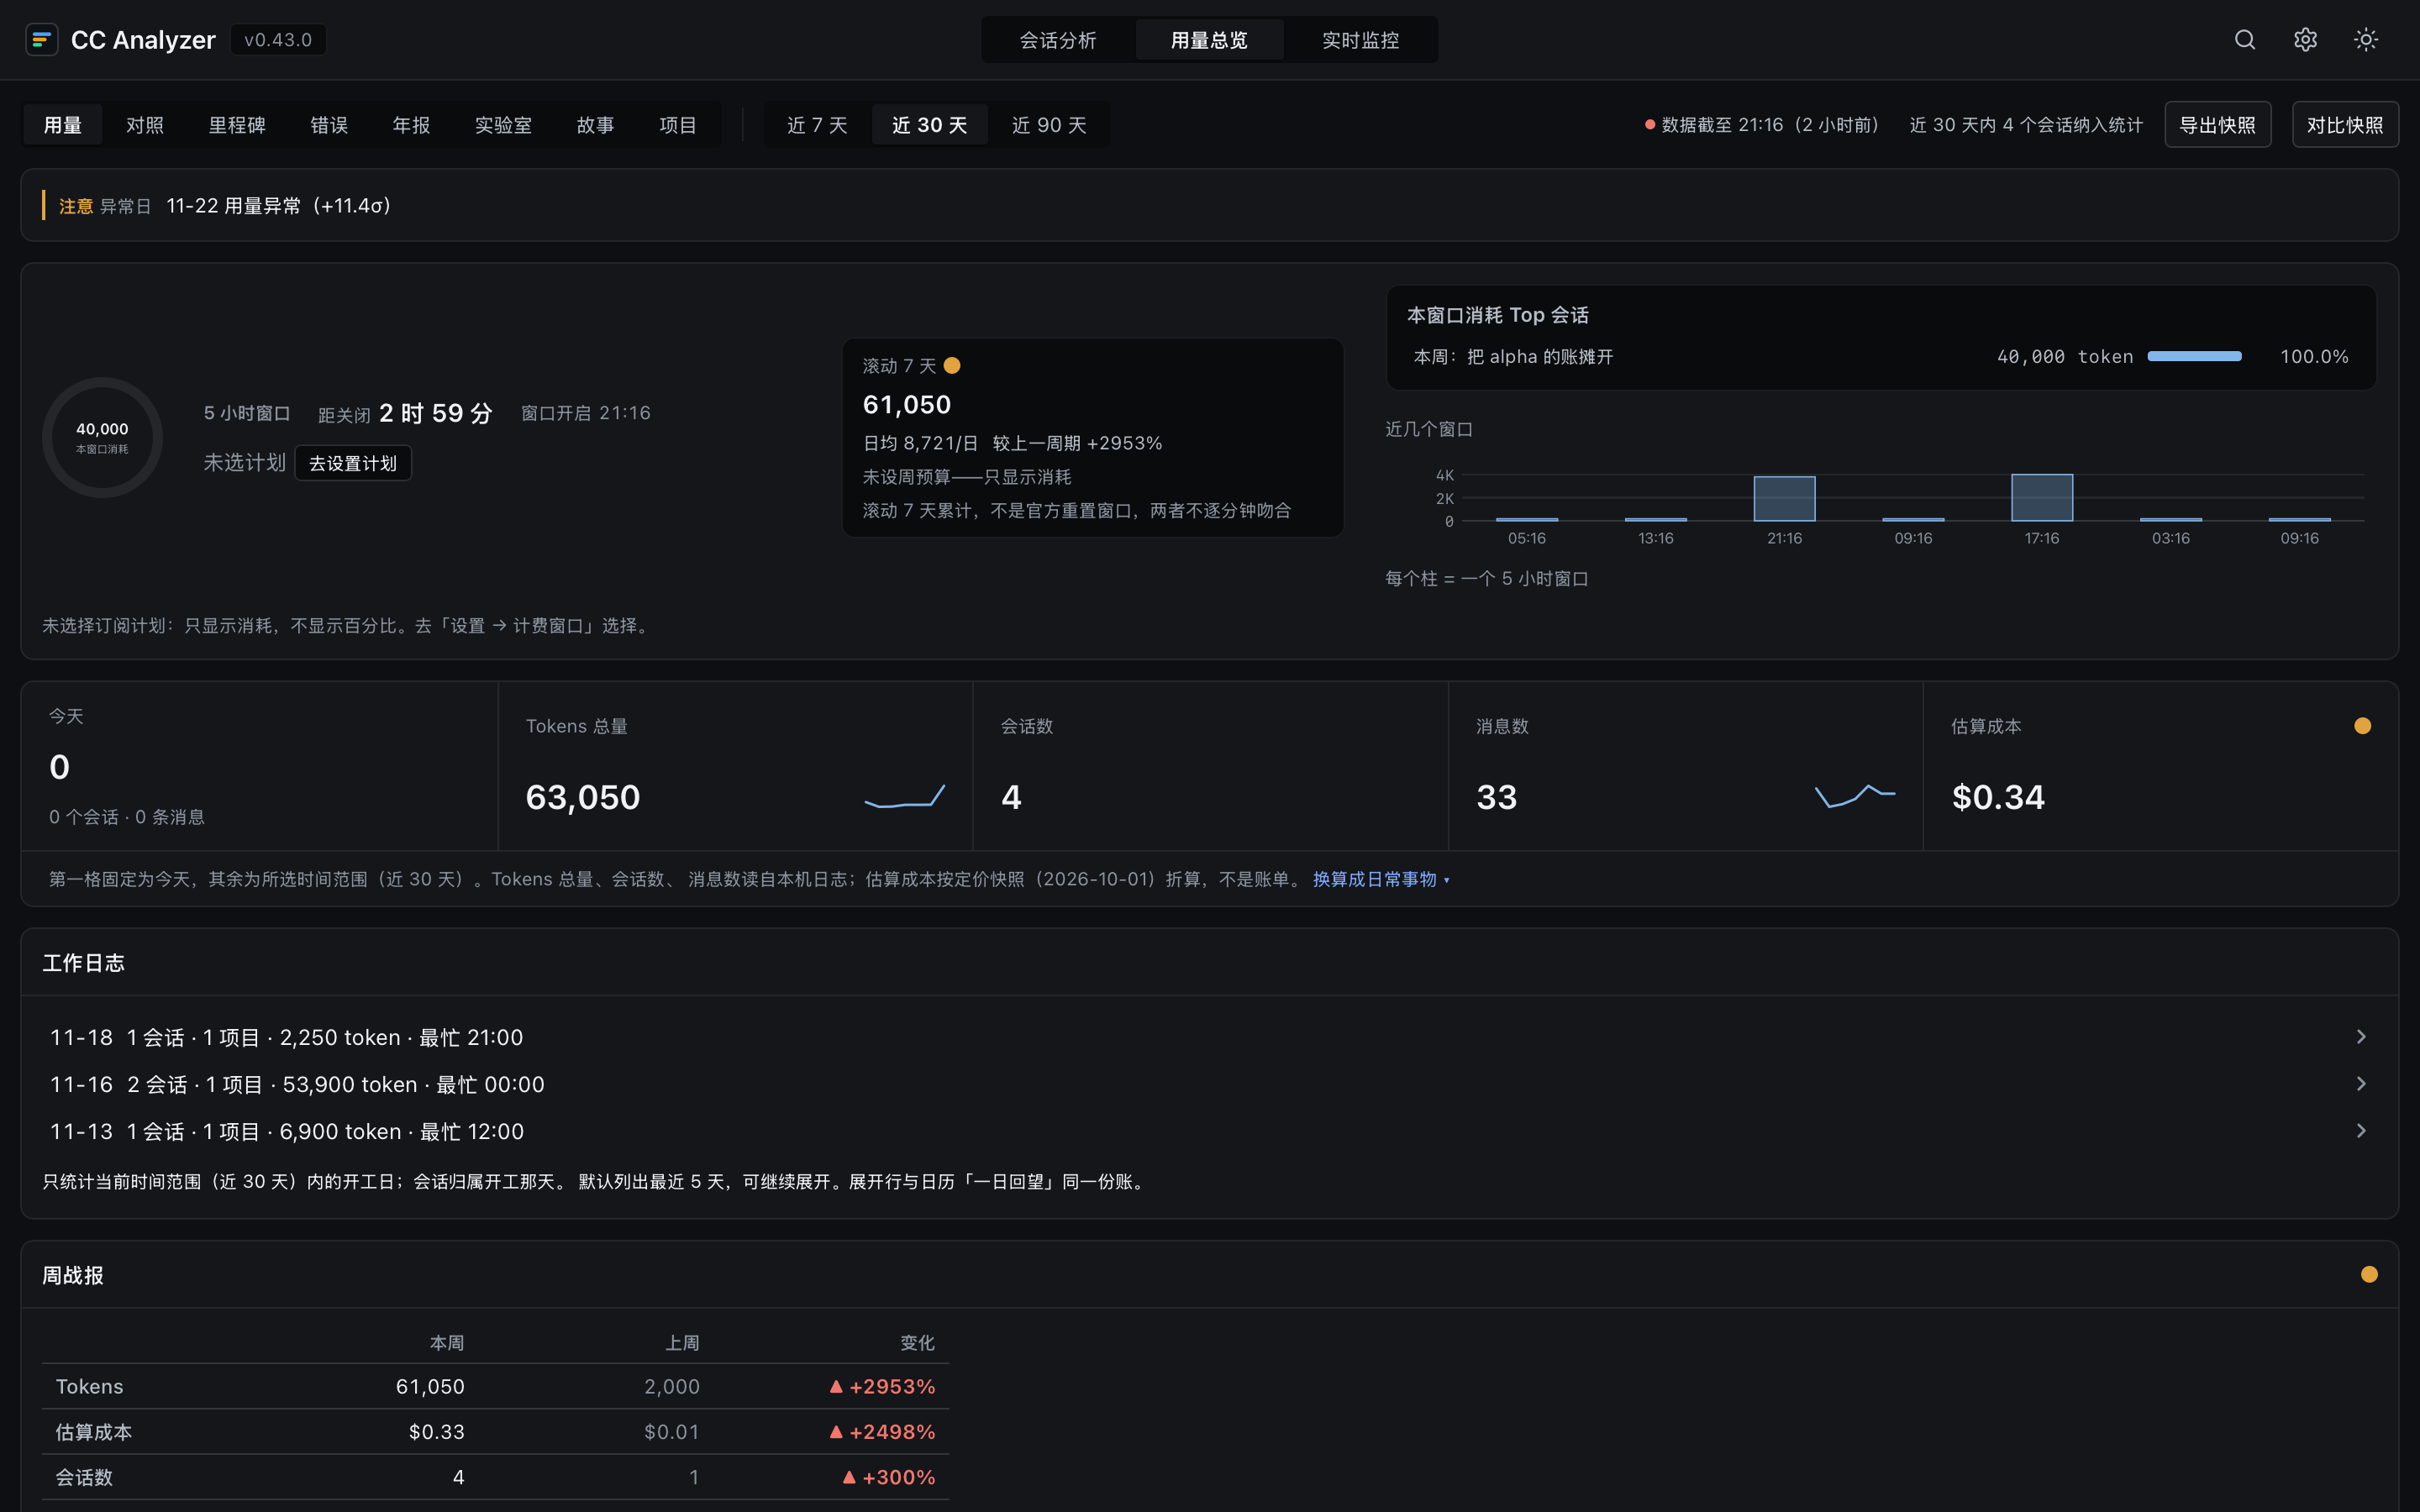 CC Analyzer v0.43.0 会话分析 用量总览 实时监控
用量 对照 里程碑 错误 年报 实验室 故事 项目 近 7 天 近 30 天 近 90 天 数据截至 21:16（2 小时前） 近 30 天内 4 个会话纳入统计 导出快照 对比快照
注意 异常日 11-22 用量异常（+11.4σ）
40,000
本窗口消耗
5 小时窗口 距关闭 2 时 59 分 窗口开启 21:16
未选计划 去设置计划
滚动 7 天
61,050
日均 8,721/日 较上一周期 +2953%
未设周预算——只显示消耗
滚动 7 天累计，不是官方重置窗口，两者不逐分钟吻合
本窗口消耗 Top 会话
本周：把 alpha 的账摊开 40,000 token 100.0%
近几个窗口
4K
2K
0
05:16 13:16 21:16 09:16 17:16 03:16 09:16
每个柱 = 一个 5 小时窗口
未选择订阅计划：只显示消耗，不显示百分比。去「设置 → 计费窗口」选择。
今天
0
0 个会话 · 0 条消息
Tokens 总量
63,050
会话数
4
消息数
33
估算成本
$0.34
第一格固定为今天，其余为所选时间范围（近 30 天）。Tokens 总量、会话数、 消息数读自本机日志；估算成本按定价快照（2026-10-01）折算，不是账单。 换算成日常事物 ▾
工作日志
11-18 1 会话 · 1 项目 · 2,250 token · 最忙 21:00
11-16 2 会话 · 1 项目 · 53,900 token · 最忙 00:00
11-13 1 会话 · 1 项目 · 6,900 token · 最忙 12:00
只统计当前时间范围（近 30 天）内的开工日；会话归属开工那天。 默认列出最近 5 天，可继续展开。展开行与日历「一日回望」同一份账。
周战报
本周 上周 变化
Tokens 61,050 2,000 ▲ +2953%
估算成本 $0.33 $0.01 ▲ +2498%
会话数 4 1 ▲ +300%